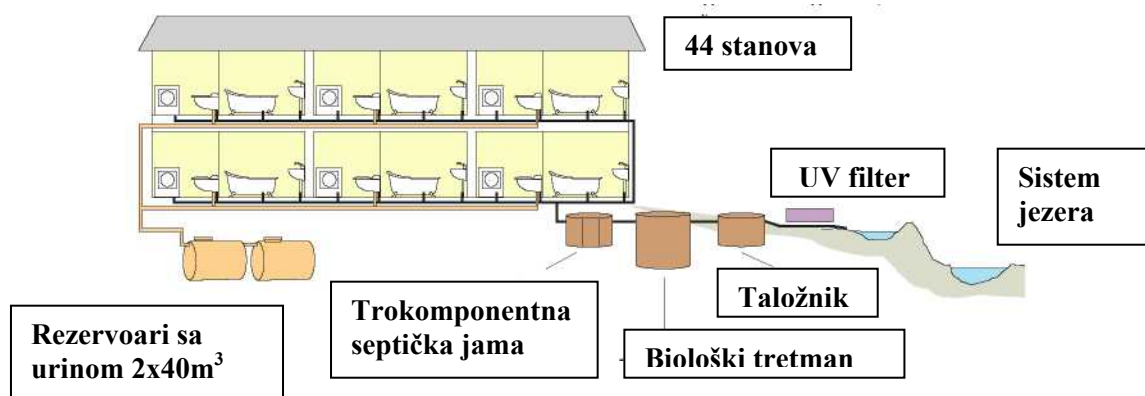 44 stanova
UV filter
Sistem
jezera
Trokomponentna
septička jama
Taložnik
Biološki tretman
Rezervoari sa
urinom 2x40m³